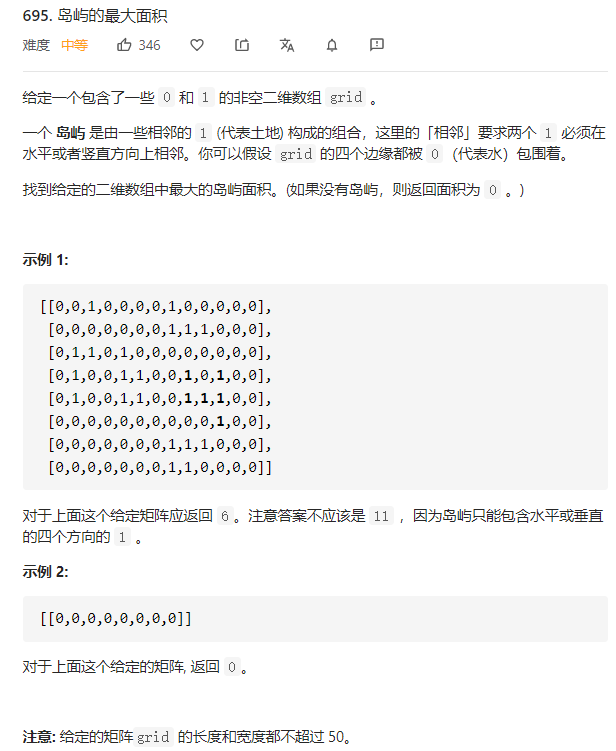 695. 岛屿的最大面积
难度 中等 346
给定一个包含了一些 0 和 1 的非空二维数组 grid 。
一个 岛屿 是由一些相邻的 1 (代表土地) 构成的组合，这里的「相邻」要求两个 1 必须在
水平或者竖直方向上相邻。你可以假设 grid 的四个边缘都被 0 （代表水）包围着。
找到给定的二维数组中最大的岛屿面积。(如果没有岛屿，则返回面积为 0 。)
示例 1:
[[0,0,1,0,0,0,0,1,0,0,0,0,0],
[0,0,0,0,0,0,0,1,1,1,0,0,0],
[0,1,1,0,1,0,0,0,0,0,0,0,0],
[0,1,0,0,1,1,0,0,1,0,1,0,0],
[0,1,0,0,1,1,0,0,1,1,1,0,0],
[0,0,0,0,0,0,0,0,0,0,1,0,0],
[0,0,0,0,0,0,0,1,1,1,0,0,0],
[0,0,0,0,0,0,0,1,1,0,0,0,0]]
对于上面这个给定矩阵应返回 6。注意答案不应该是 11 ，因为岛屿只能包含水平或垂直
的四个方向的 1 。
示例 2:
[[0,0,0,0,0,0,0,0]]
对于上面这个给定的矩阵, 返回 0。
注意: 给定的矩阵grid 的长度和宽度都不超过 50。